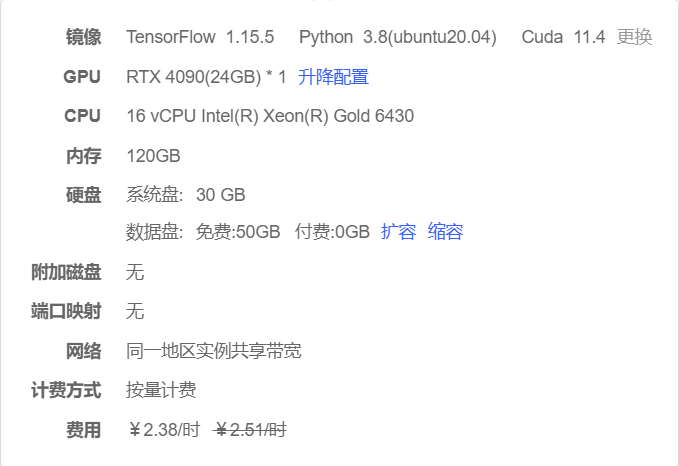 镜像 TensorFlow 1.15.5 Python 3.8(ubuntu20.04) Cuda 11.4 更换
GPU RTX 4090(24GB) * 1 升降配置
CPU 16 vCPU Intel(R) Xeon(R) Gold 6430
内存 120GB
硬盘 系统盘: 30 GB
数据盘: 免费:50GB 付费:0GB 扩容 缩容
附加磁盘 无
端口映射 无
网络 同一地区实例共享带宽
计费方式 按量计费
费用 ￥2.38/时 ￥2.51/时